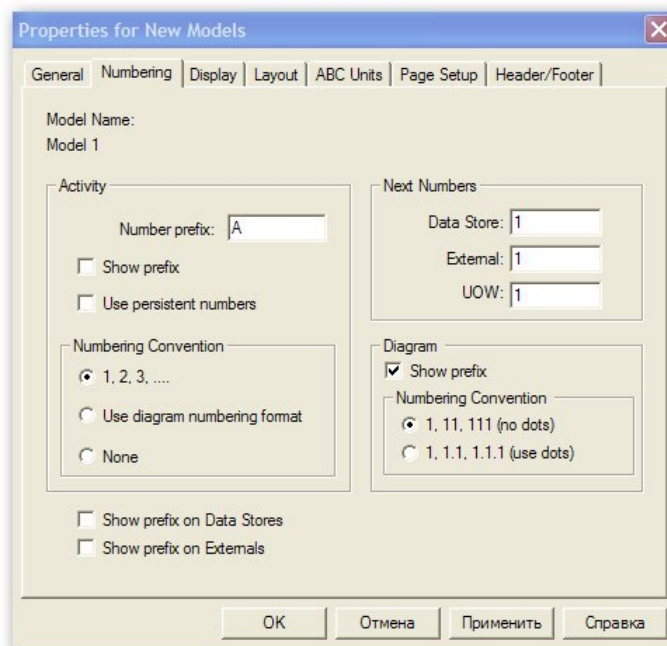 Properties for New Models
General Numbering Display Layout ABC Units Page Setup Header/Footer
Model Name:
Model 1
Activity
Number prefix: A
Show prefix
Use persistent numbers
Numbering Convention
1, 2, 3, ....
Use diagram numbering format
None
Next Numbers
Data Store: 1
External: 1
UOW: 1
Diagram
Show prefix
Numbering Convention
1, 11, 111 (no dots)
1, 1.1, 1.1.1 (use dots)
Show prefix on Data Stores
Show prefix on Externals
OK Отмена Применить Справка